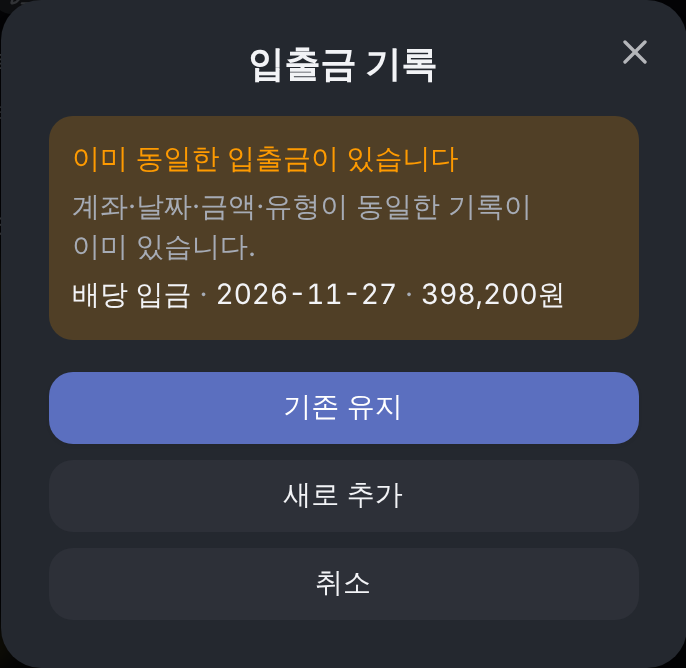 입출금 기록
이미 동일한 입출금이 있습니다
계좌·날짜·금액·유형이 동일한 기록이
이미 있습니다.
배당 입금 · 2026-11-27 · 398,200원
기존 유지
새로 추가
취소